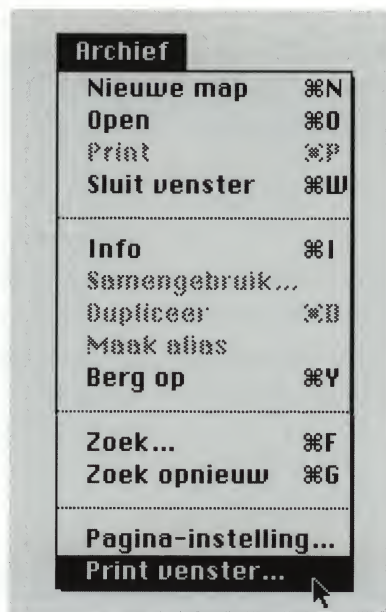 Archief
Nieuwe map ⌘N
Open ⌘O
Print ⌘P
Sluit venster ⌘W
Info ⌘I
Samengebruik...
Dupliceer ⌘D
Maak alias
Berg op ⌘Y
Zoek... ⌘F
Zoek opnieuw ⌘G
Pagina-instelling...
Print venster...